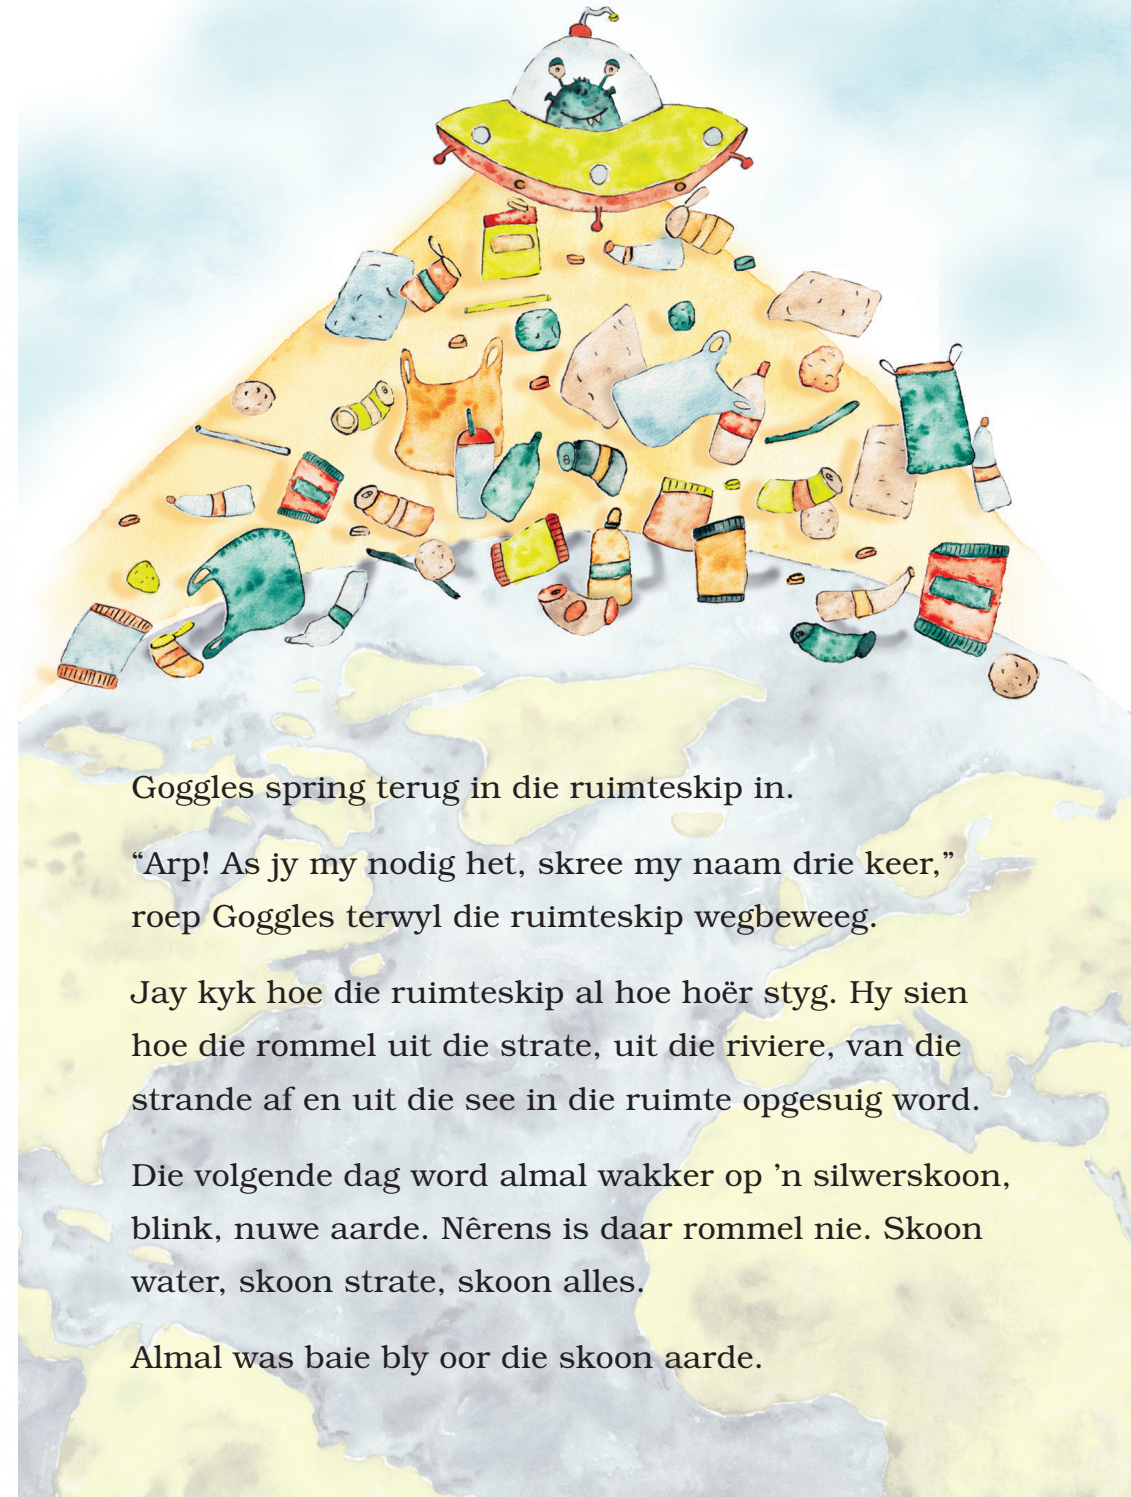 Goggles spring terug in die ruimteskip in.
“Arp! As jy my nodig het, skree my naam drie keer,”
roep Goggles terwyl die ruimteskip wegbeweeg.
Jay kyk hoe die ruimteskip al hoe hoër styg. Hy sien
hoe die rommel uit die strate, uit die riviere, van die
strande af en uit die see in die ruimte opgesuig word.
Die volgende dag word almal wakker op ’n silwerskoon,
blink, nuwe aarde. Nêrens is daar rommel nie. Skoon
water, skoon strate, skoon alles.
Almal was baie bly oor die skoon aarde.